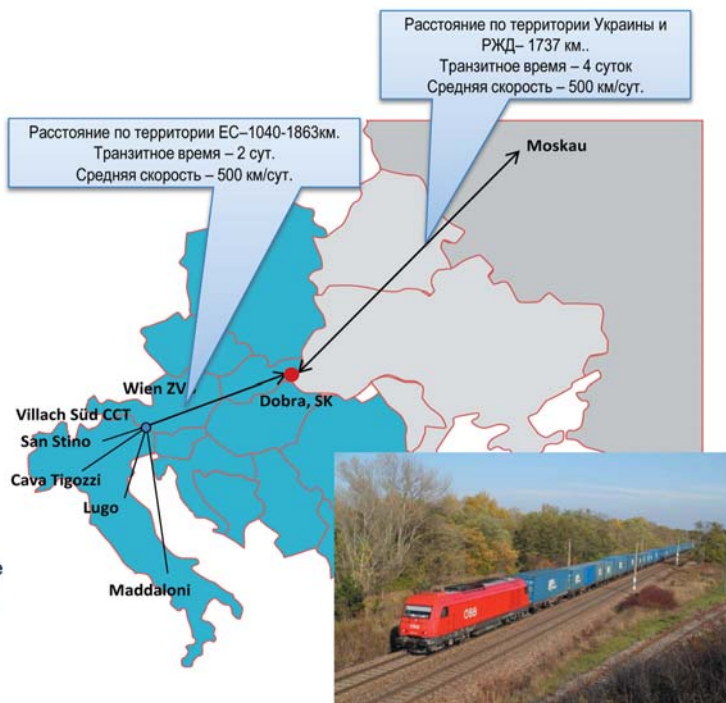 Расстояние по территории Украины и
РЖД– 1737 км..
Транзитное время – 4 суток
Средняя скорость – 500 км/сут.
Расстояние по территории ЕС–1040-1863км.
Транзитное время – 2 сут.
Средняя скорость – 500 км/сут.
Moskau
Wien ZV
Dobra, SK
Villach Süd CCT
San Stino
Cava Tigozzi
Lugo
Maddaloni
e
ÖBB